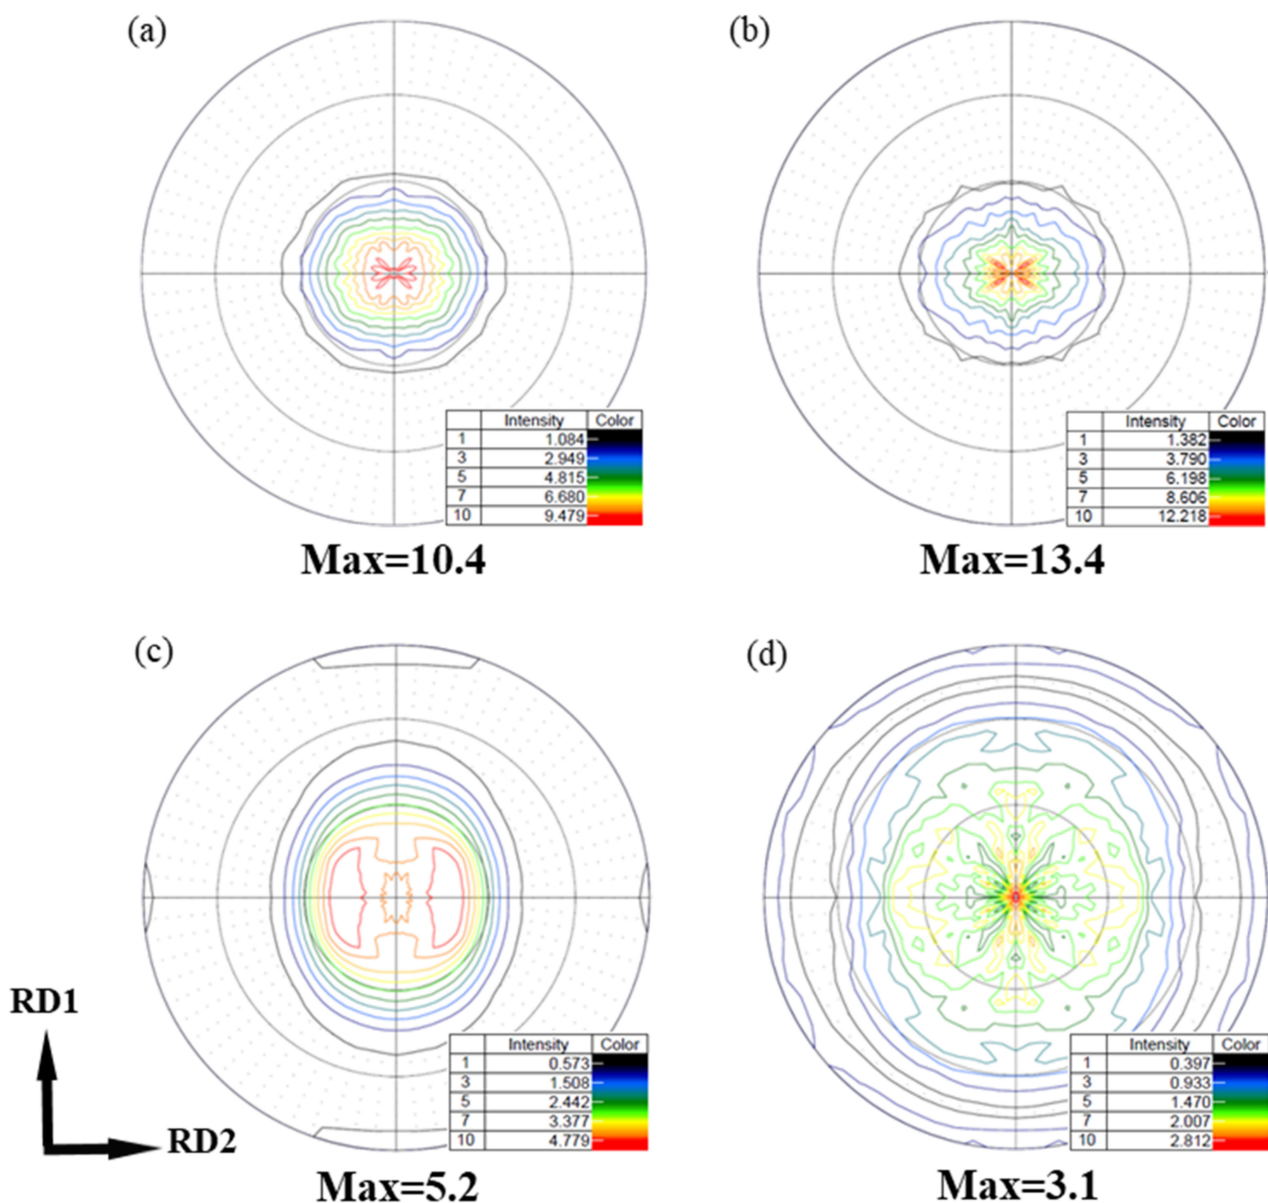 (a)
(b)
Intensity Color
1 1.084
3 2.949
5 4.815
7 6.680
10 9.479
Intensity Color
1 1.382
3 3.790
5 6.198
7 8.606
10 12.218
Max=10.4
Max=13.4
(c)
(d)
RD1
RD2
Intensity Color
1 0.573
3 1.508
5 2.442
7 3.377
10 4.779
Intensity Color
1 0.397
3 0.933
5 1.470
7 2.007
10 2.812
Max=5.2
Max=3.1